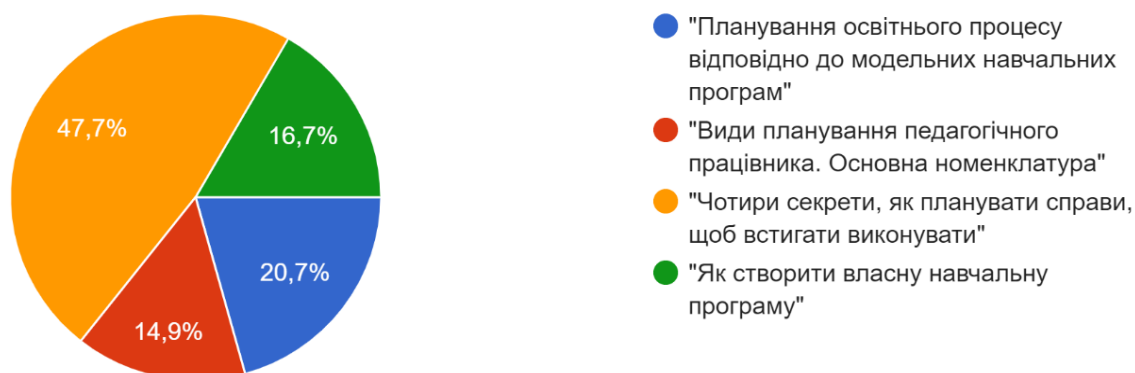 47,7%
16,7%
20,7%
14,9%
"Планування освітнього процесу
відповідно до модельних навчальних
програм"
"Види планування педагогічного
працівника. Основна номенклатура"
"Чотири секрети, як планувати справи,
щоб встигати виконувати"
"Як створити власну навчальну
програму"